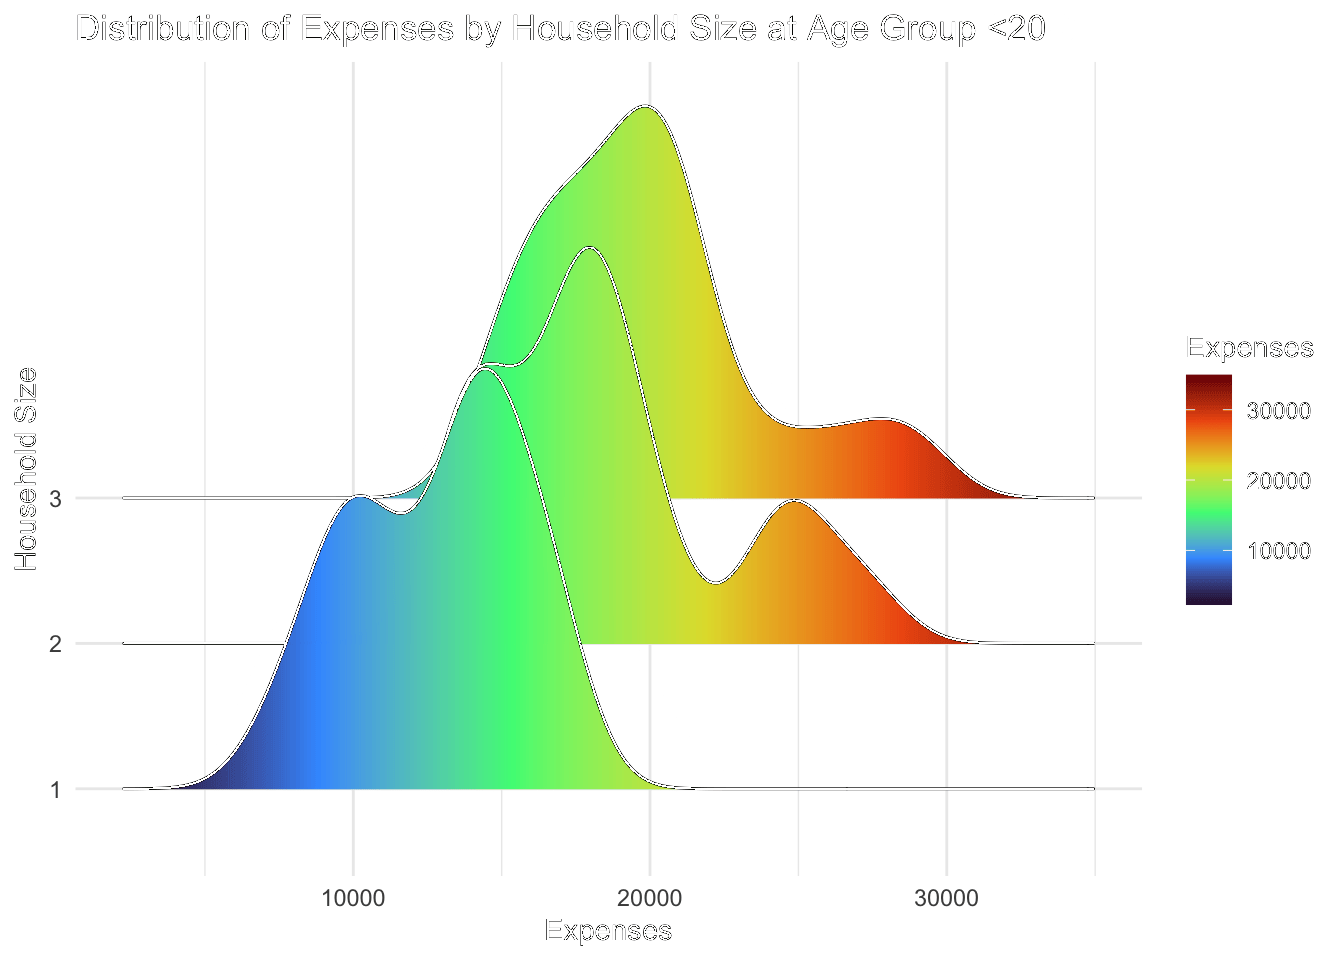 Distribution of Expenses by Household Size at Age Group <20
Household Size
3
2
1
10000
20000
30000
Expenses
Expenses
30000
20000
10000